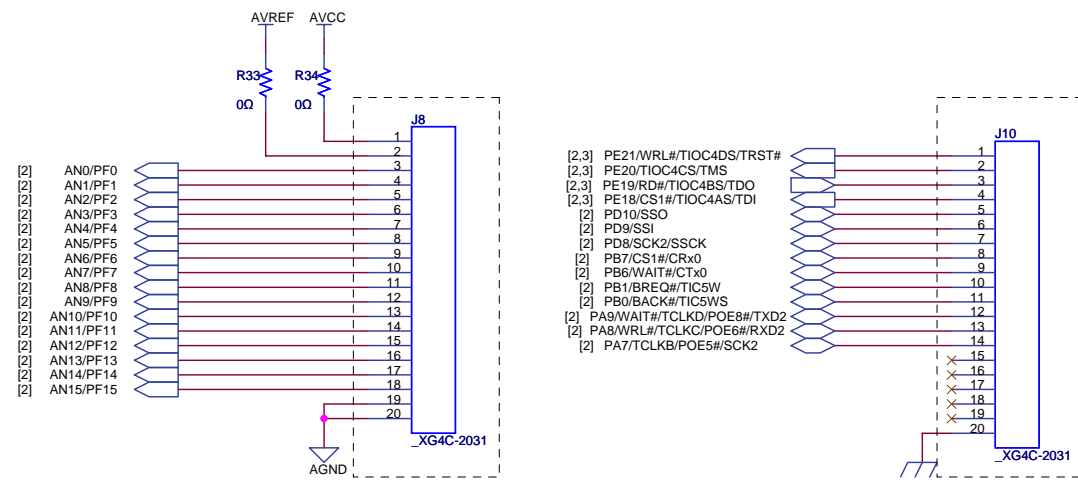 AVREF AVCC
R33 R34
0Ω 0Ω
J8
1
2
[2] AN0/PF0 3
[2] AN1/PF1 4
[2] AN2/PF2 5
[2] AN3/PF3 6
[2] AN4/PF4 7
[2] AN5/PF5 8
[2] AN6/PF6 9
[2] AN7/PF7 10
[2] AN8/PF8 11
[2] AN9/PF9 12
[2] AN10/PF10 13
[2] AN11/PF11 14
[2] AN12/PF12 15
[2] AN13/PF13 16
[2] AN14/PF14 17
[2] AN15/PF15 18
19
20
_XG4C-2031
AGND
J10
[2,3] PE21/WRL#/TIOC4DS/TRST# 1
[2,3] PE20/TIOC4CS/TMS 2
[2,3] PE19/RD#/TIOC4BS/TDO 3
[2,3] PE18/CS1#/TIOC4AS/TDI 4
[2] PD10/SSO 5
[2] PD9/SSI 6
[2] PD8/SCK2/SSCK 7
[2] PB7/CS1#/CRx0 8
[2] PB6/WAIT#/CTx0 9
[2] PB1/BREQ#/TIC5W 10
[2] PB0/BACK#/TIC5WS 11
[2] PA9/WAIT#/TCLKD/POE8#/TXD2 12
[2] PA8/WRL#/TCLKC/POE6#/RXD2 13
[2] PA7/TCLKB/POE5#/SCK2 14
15
16
17
18
19
20
_XG4C-2031